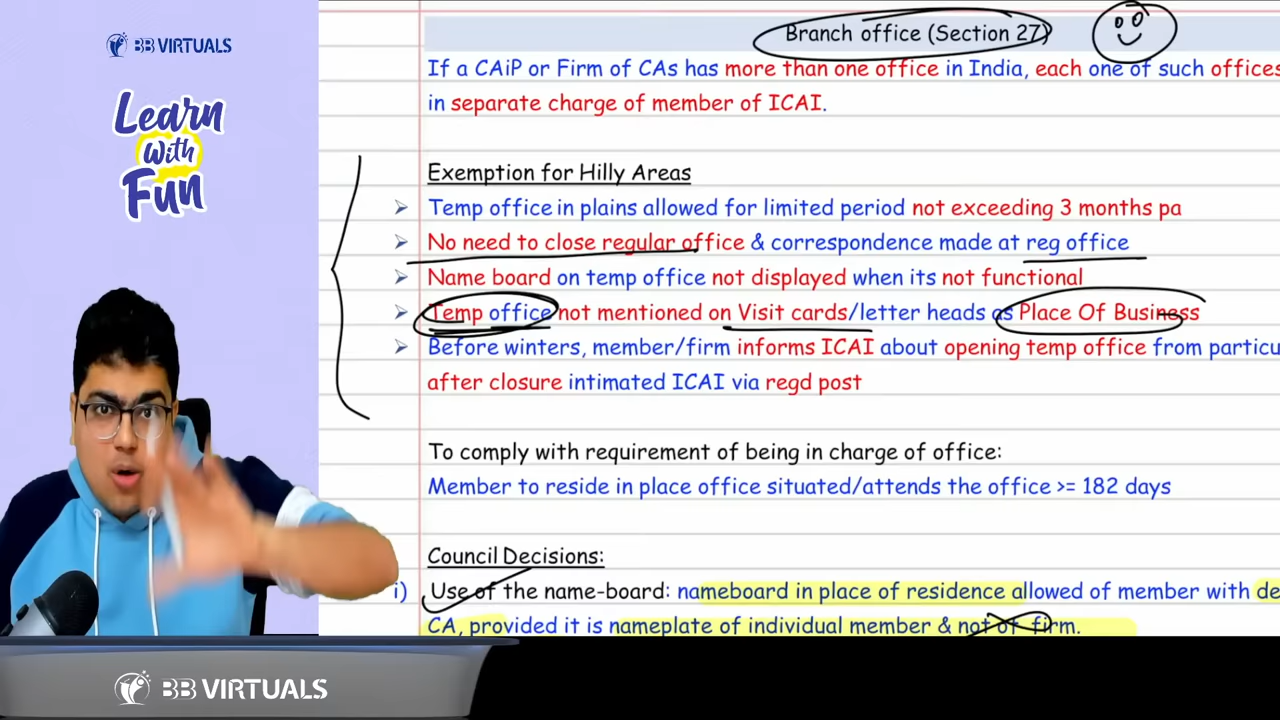 BB VIRTUALS
Learn
With
Fun
Branch office (Section 27)
If a CAiP or Firm of CAs has more than one office in India, each one of such offices
in separate charge of member of ICAI.
Exemption for Hilly Areas
➢ Temp office in plains allowed for limited period not exceeding 3 months pa
➢ No need to close regular office & correspondence made at reg office
➢ Name board on temp office not displayed when its not functional
➢ Temp office not mentioned on Visit cards/letter heads as Place Of Business
➢ Before winters, member/firm informs ICAI about opening temp office from
after closure intimated ICAI via regd post
To comply with requirement of being in charge of office:
Member to reside in place office situated/attends the office >= 182 days
Council Decisions:
i) Use of the name-board: nameboard in place of residence allowed of member with
CA, provided it is nameplate of individual member & not of firm.
BB VIRTUALS